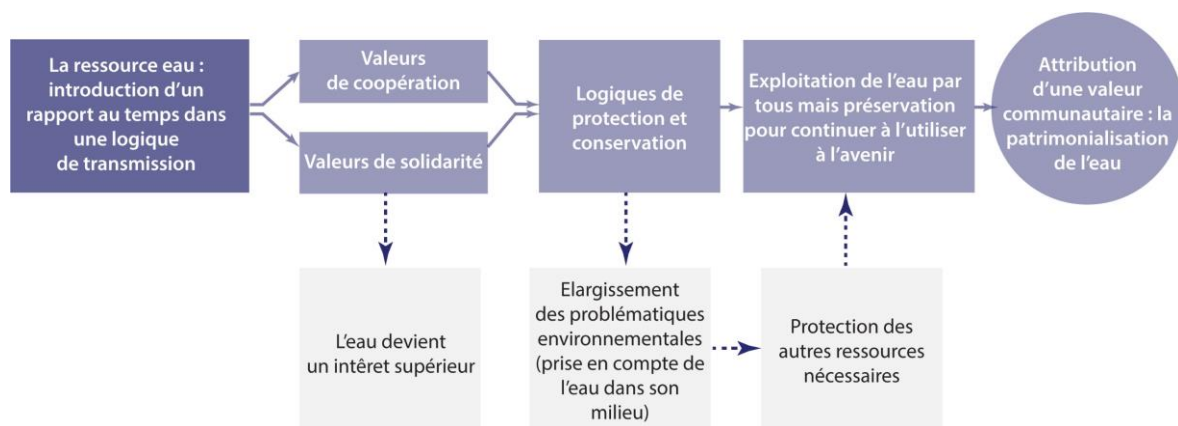 La ressource eau :
introduction d'un
rapport au temps dans
une logique
de transmission
Valeurs
de coopération
Valeurs de solidarité
Logiques de
protection et
conservation
Exploitation de l'eau par
tous mais préservation
pour continuer à l'utiliser
à l'avenir
Attribution
d'une valeur
communautaire : la
patrimonialisation
de l'eau
L'eau devient
un intêret supérieur
Elargissement
des problématiques
environnementales
(prise en compte de
l'eau dans son
milieu)
Protection des
autres ressources
nécessaires